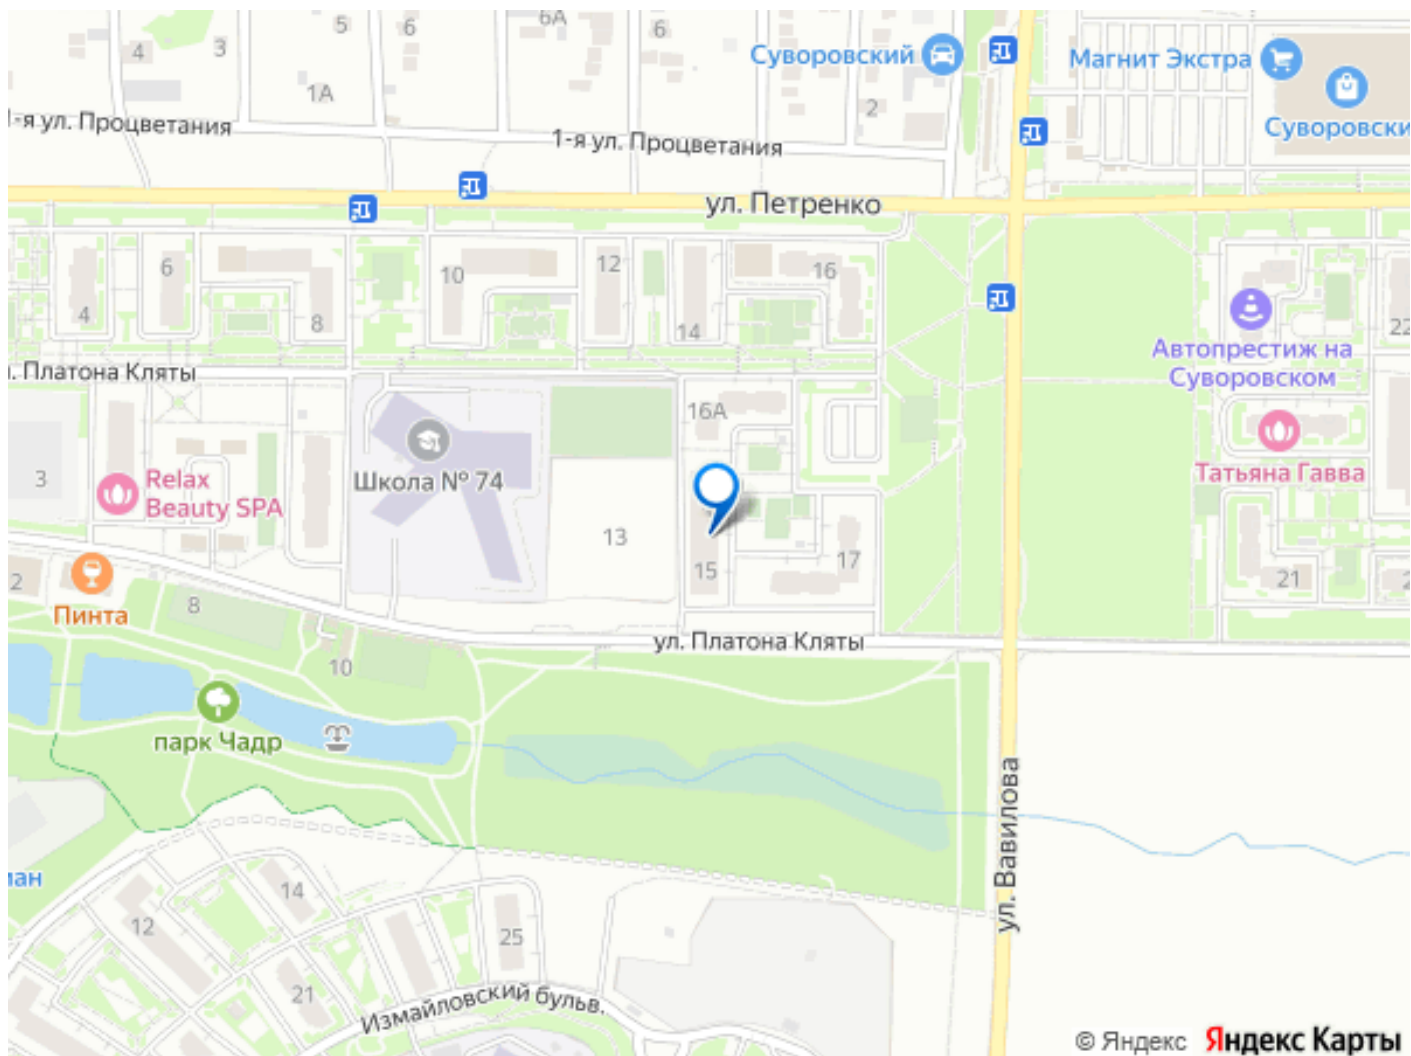 5
6
6А
6
4
3
1А
2
Суворовский
Магнит Экстра
Суворовски
1-я ул. Процветания
1-я ул. Процветания
ул. Петренко
4
6
8
10
12
14
16
22
Автопрестиж на
Суворовском
. Платона Кляты
16А
Школа № 74
3
Relax
Beauty SPA
Татьяна Гавва
13
15
17
21
2
2
Пинта
8
10
ул. Платона Кляты
парк Чадр
ул. Вавилова
ман
14
12
25
21
Измайловский бульв.
© Яндекс Яндекс Карты